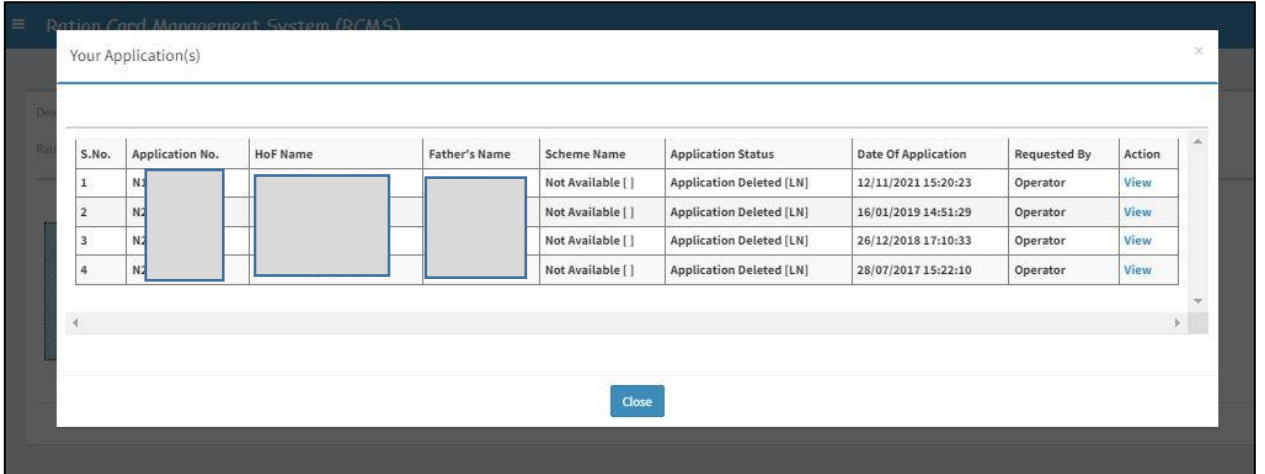 Ration Card Management System (RCMS)
Your Application(s) ×
Dea
Rati
S.No. Application No. HoF Name Father's Name Scheme Name Application Status Date Of Application Requested By Action
1 N1 Not Available [ ] Application Deleted [LN] 12/11/2021 15:20:23 Operator View
2 N2 Not Available [ ] Application Deleted [LN] 16/01/2019 14:51:29 Operator View
3 N2 Not Available [ ] Application Deleted [LN] 26/12/2018 17:10:33 Operator View
4 N2 Not Available [ ] Application Deleted [LN] 28/07/2017 15:22:10 Operator View
Close